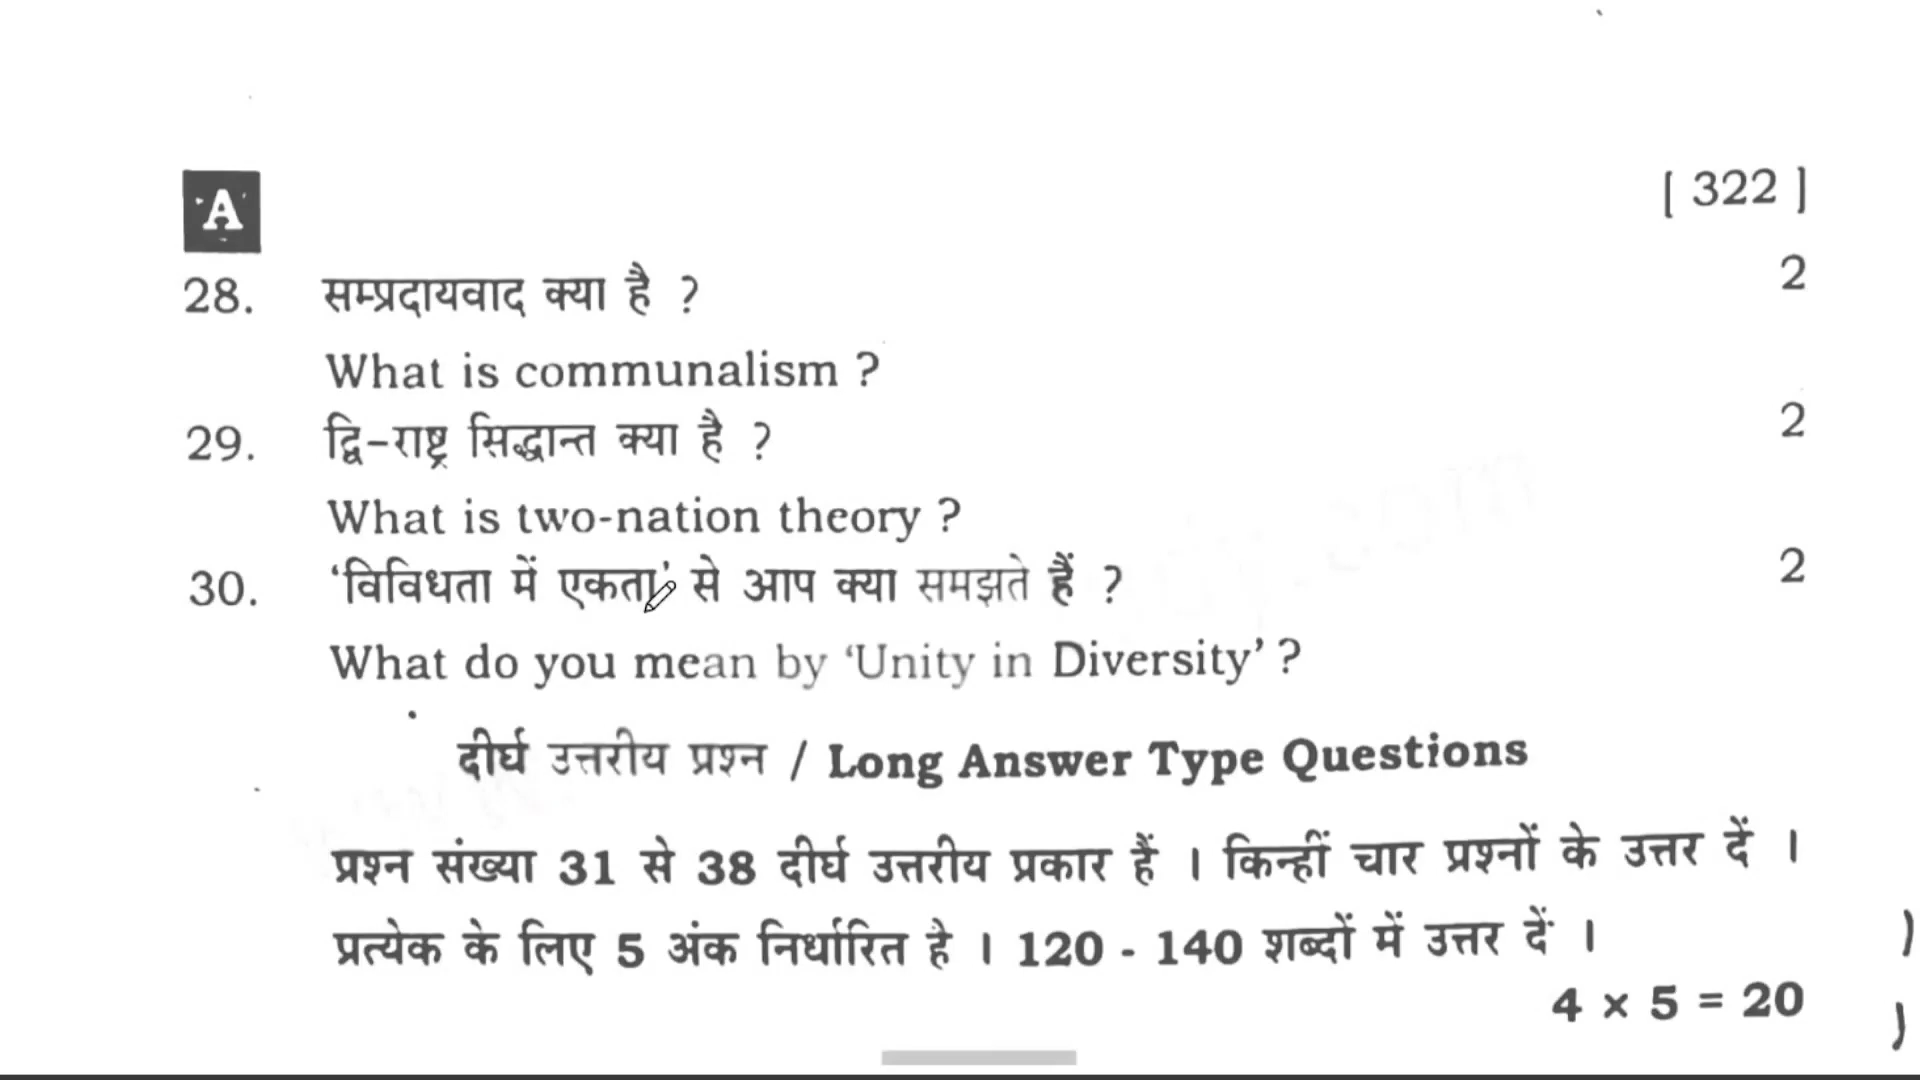 A
[ 322 ]
28. सम्प्रदायवाद क्या है ? 2
What is communalism ?
29. द्वि-राष्ट्र सिद्धान्त क्या है ? 2
What is two-nation theory ?
30. ‘विविधता में एकता’ से आप क्या समझते हैं ? 2
What do you mean by ‘Unity in Diversity’ ?
दीर्घ उत्तरीय प्रश्न / Long Answer Type Questions
प्रश्न संख्या 31 से 38 दीर्घ उत्तरीय प्रकार हैं । किन्हीं चार प्रश्नों के उत्तर दें ।
प्रत्येक के लिए 5 अंक निर्धारित है । 120 - 140 शब्दों में उत्तर दें ।
4 × 5 = 20